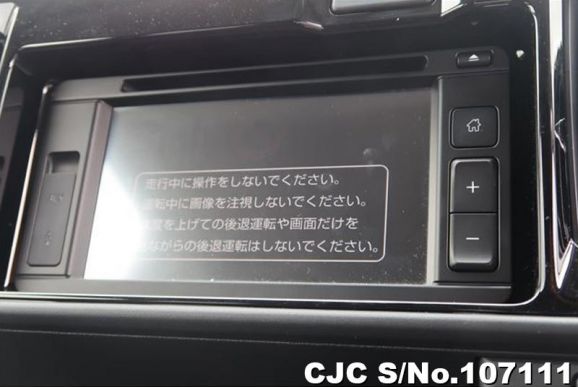 走行中に操作をしないでください。
運転中に画像を注視しないでください。
速度を上げての後退運転や画面だけを
ながらの後退運転はしないでください。
CJC S/No.107111